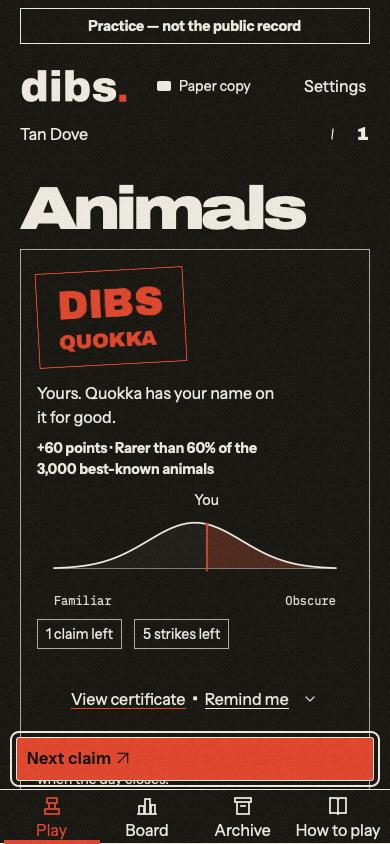 Practice — not the public record
dibs.
Paper copy
Settings
Tan Dove
1
Animals
DIBS
QUOKKA
Yours. Quokka has your name on
it for good.
+60 points · Rarer than 60% of the
3,000 best-known animals
You
Familiar
Obscure
1 claim left
5 strikes left
View certificate · Remind me
Next claim ↗
when the day closes.
Play
Board
Archive
How to play